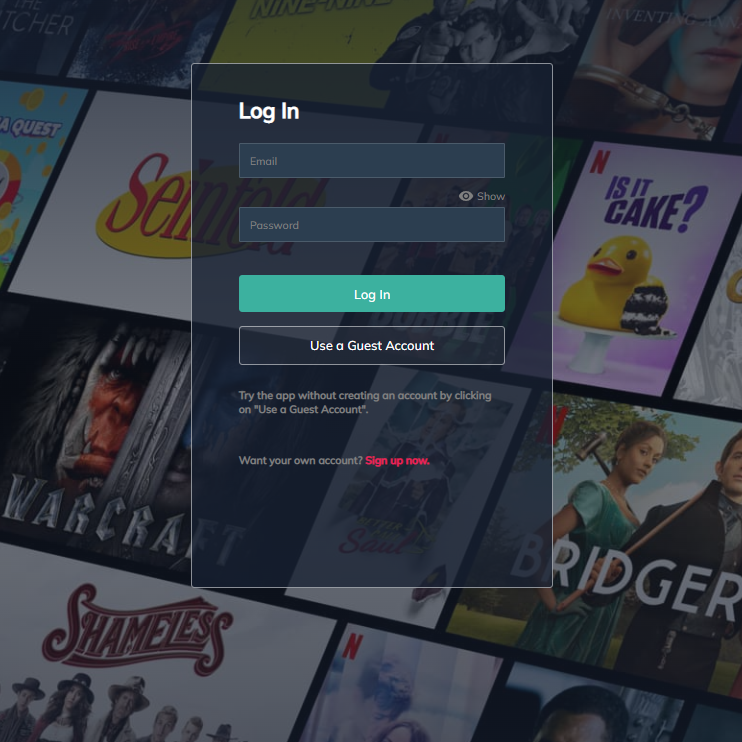 THE
TCHER
NINE-NINE
INVENTING ANN
A QUEST
Log In
Email
Show
Password
Log In
Use a Guest Account
Try the app without creating an account by clicking
on "Use a Guest Account".
Want your own account? Sign up now.
Seinfeld
N
IS IT
CAKE?
WARCRAFT
Saul
N
BRIDGER
SHAMELESS
N